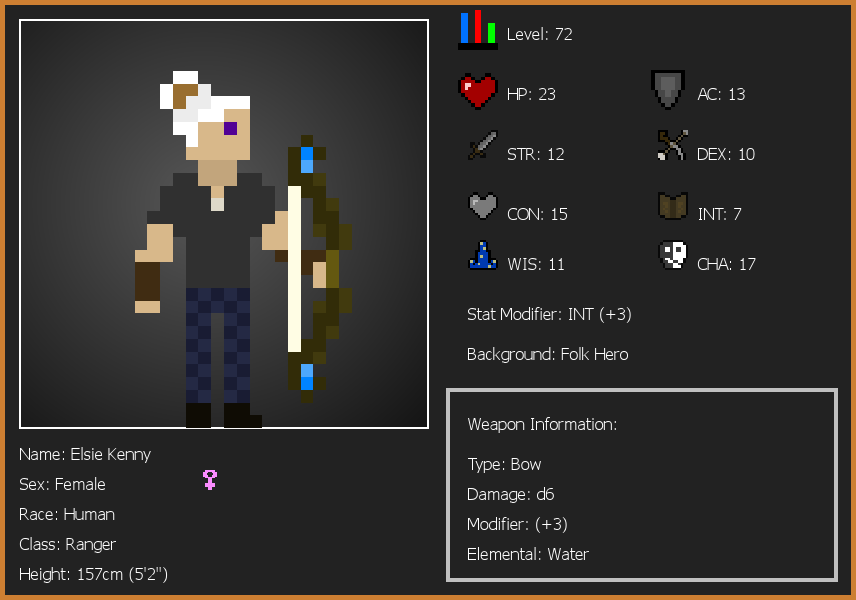 Level: 72
HP: 23
AC: 13
STR: 12
DEX: 10
CON: 15
INT: 7
WIS: 11
CHA: 17
Stat Modifier: INT (+3)
Background: Folk Hero
Weapon Information:
Type: Bow
Damage: d6
Modifier: (+3)
Elemental: Water
Name: Elsie Kenny
Sex: Female
Race: Human
Class: Ranger
Height: 157cm (5'2")